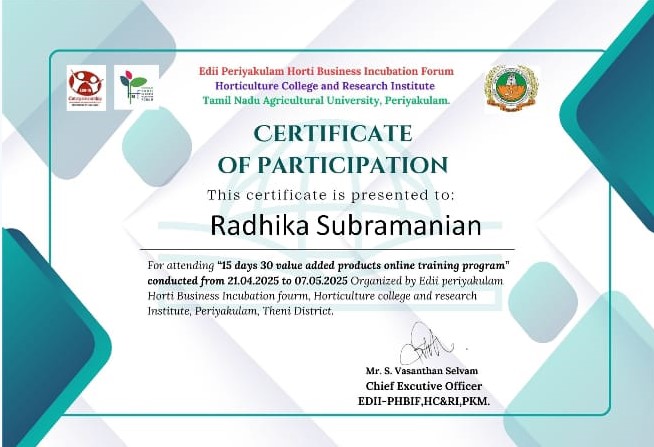 Edii Periyakulam Horti Business Incubation Forum
Horticulture College and Research Institute
Tamil Nadu Agricultural University, Periyakulam.
CERTIFICATE
OF PARTICIPATION
This certificate is presented to:
Radhika Subramanian
For attending “15 days 30 value added products online training program”
conducted from 21.04.2025 to 07.05.2025 Organized by Edii periyakulam
Horti Business Incubation fourm, Horticulture college and research
Institute, Periyakulam, Theni District.
Mr. S. Vasanthan Selvam
Chief Excutive Officer
EDII-PHBIF,HC&RI,PKM.